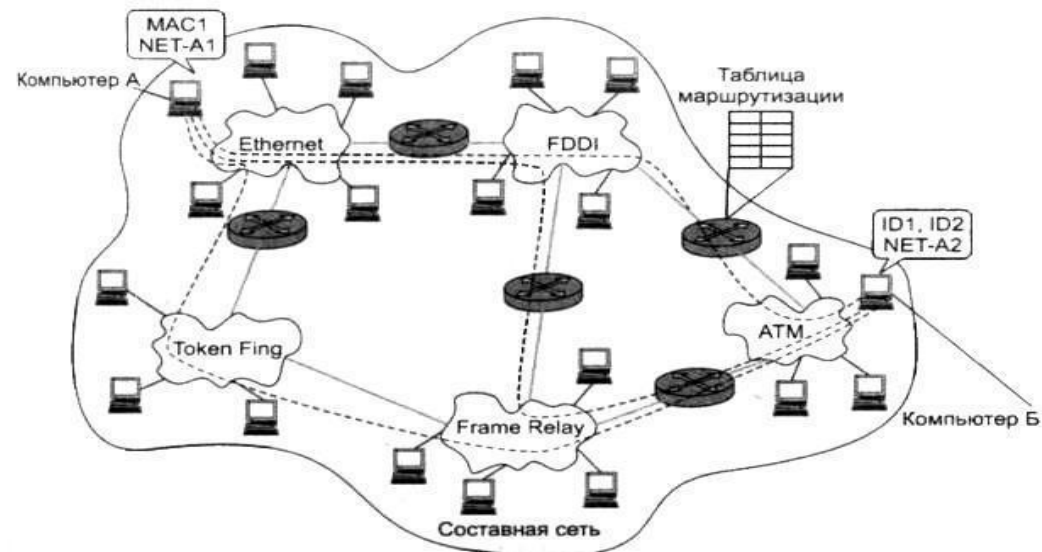 MAC1
NET-A1
Компьютер А
Ethernet
FDDI
Таблица
маршрутизации
ID1, ID2
NET-A2
Token Fing
ATM
Frame Relay
Компьютер Б
Составная сеть